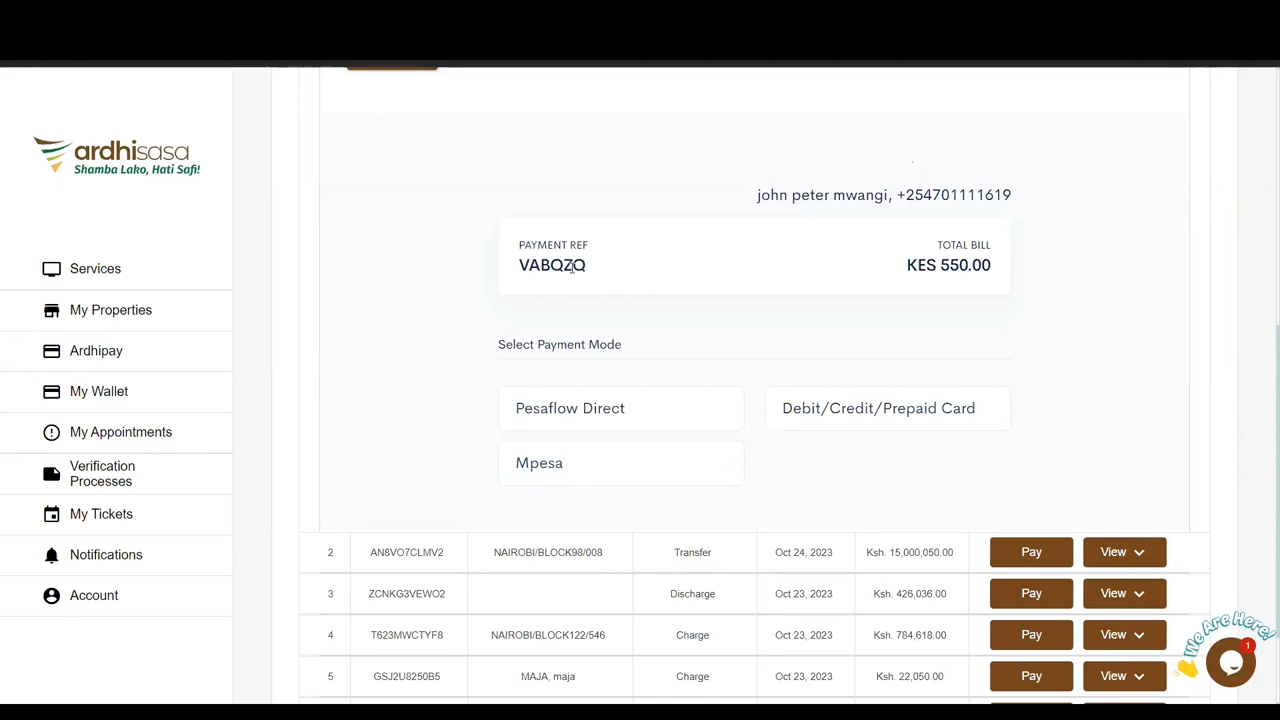 ardhisasa
Shamba Lako, Hati Safi!
Services
My Properties
Ardhipay
My Wallet
My Appointments
Verification
Processes
My Tickets
Notifications
Account
john peter mwangi, +254701111619
PAYMENT REF
TOTAL BILL
VABQZQ
KES 550.00
Select Payment Mode
Pesaflow Direct
Debit/Credit/Prepaid Card
Mpesa
2 AN8VO7CLMV2 NAIROBI/BLOCK98/008 Transfer Oct 24, 2023 Ksh. 15,000,050.00 Pay View
3 ZCNKG3VEWO2 Discharge Oct 23, 2023 Ksh. 426,036.00 Pay View
4 T623MWCTYF8 NAIROBI/BLOCK122/546 Charge Oct 23, 2023 Ksh. 784,618.00 Pay View
5 GSJ2U8250B5 MAJA, maja Charge Oct 23, 2023 Ksh. 22,050.00 Pay View
We Are Here!
1